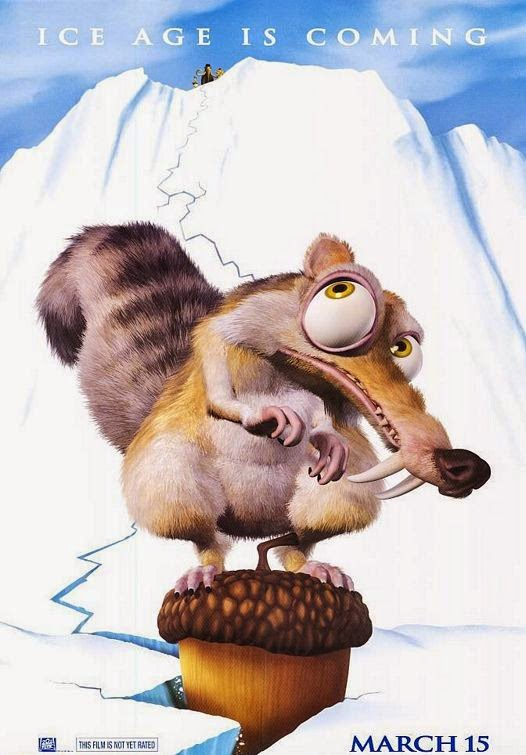 ICE AGE IS COMING
THIS FILM IS NOT YET RATED
MARCH 15